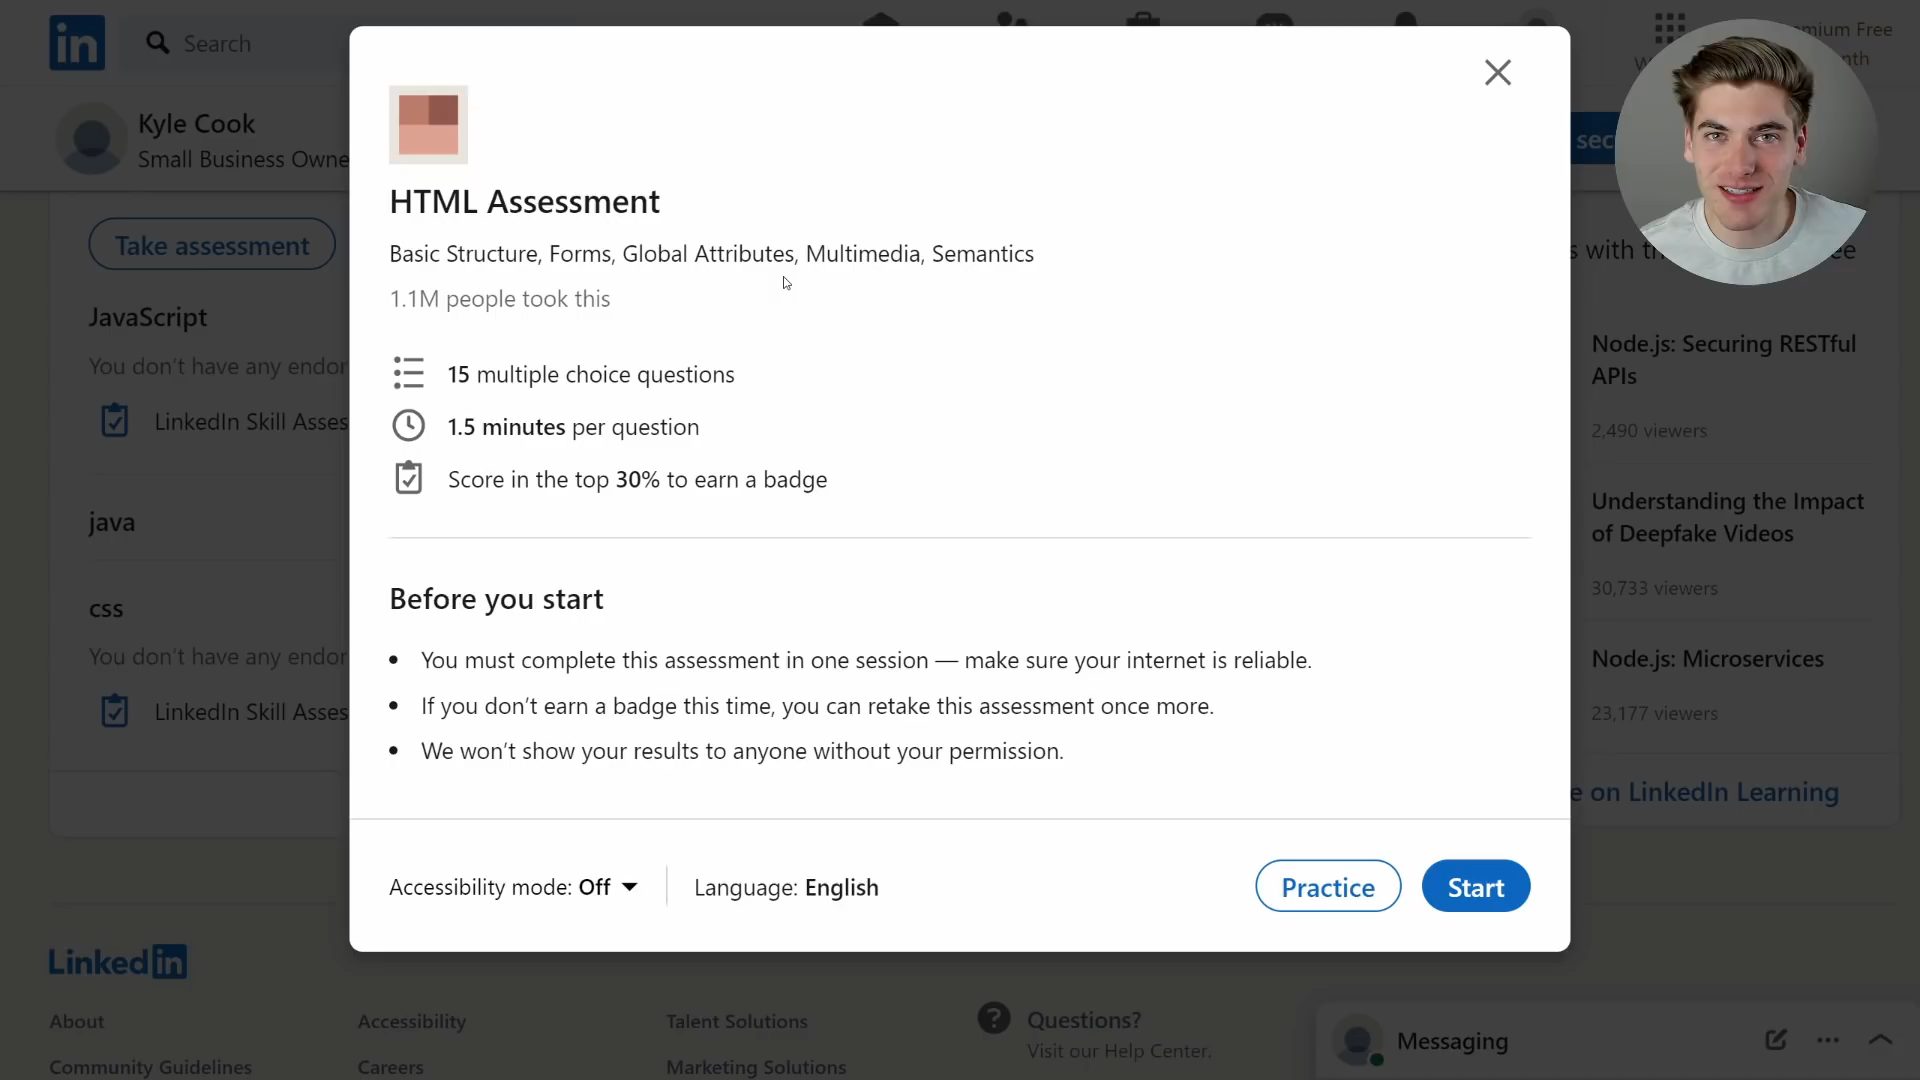 in
Search
mium Free
nth
Kyle Cook
Small Business Owne
sec
Take assessment
JavaScript
You don't have any endor
LinkedIn Skill Asses
java
css
You don't have any endor
LinkedIn Skill Asses
HTML Assessment
Basic Structure, Forms, Global Attributes, Multimedia, Semantics
1.1M people took this
15 multiple choice questions
1.5 minutes per question
Score in the top 30% to earn a badge
Before you start
• You must complete this assessment in one session — make sure your internet is reliable.
• If you don't earn a badge this time, you can retake this assessment once more.
• We won't show your results to anyone without your permission.
Accessibility mode: Off
Language: English
Practice
Start
Node.js: Securing RESTful
APIs
2,490 viewers
Understanding the Impact
of Deepfake Videos
30,733 viewers
Node.js: Microservices
23,177 viewers
e on LinkedIn Learning
LinkedIn
About
Accessibility
Talent Solutions
Questions?
Visit our Help Center.
Community Guidelines
Careers
Marketing Solutions
Messaging